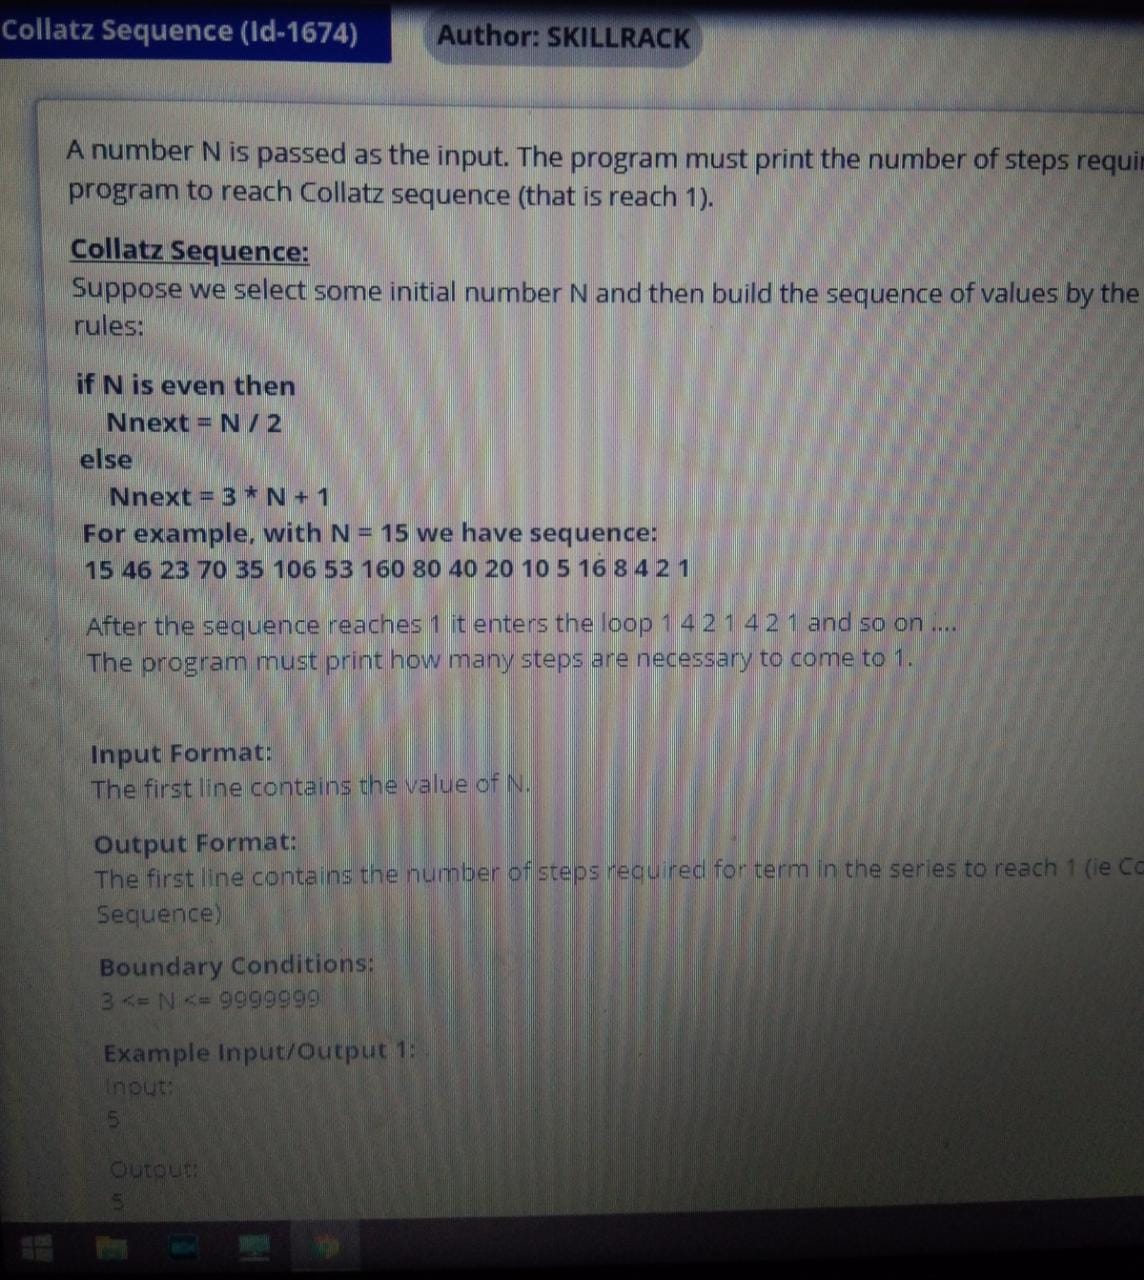 Collatz Sequence (Id-1674)
Author: SKILLRACK
A number N is passed as the input. The program must print the number of steps
program to reach Collatz sequence (that is reach 1).
Collatz Sequence:
Suppose we select some initial number N and then build the sequence of values by the
rules:
if N is even then
Nnext = N / 2
else
Nnext = 3 * N + 1
For example, with N = 15 we have sequence:
15 46 23 70 35 106 53 160 80 40 20 10 5 16 8 4 2 1
After the sequence reaches 1 it enters the loop 1 4 2 1 4 2 1 and so on ....
The program must print how many steps are necessary to come to 1.
Input Format:
The first line contains the value of N.
Output Format:
The first line contains the number of steps required for term in the series to reach 1 (ie
Sequence)
Boundary Conditions:
3 <= N <= 9999999
Example Input/Output 1:
Input:
5
Output:
5